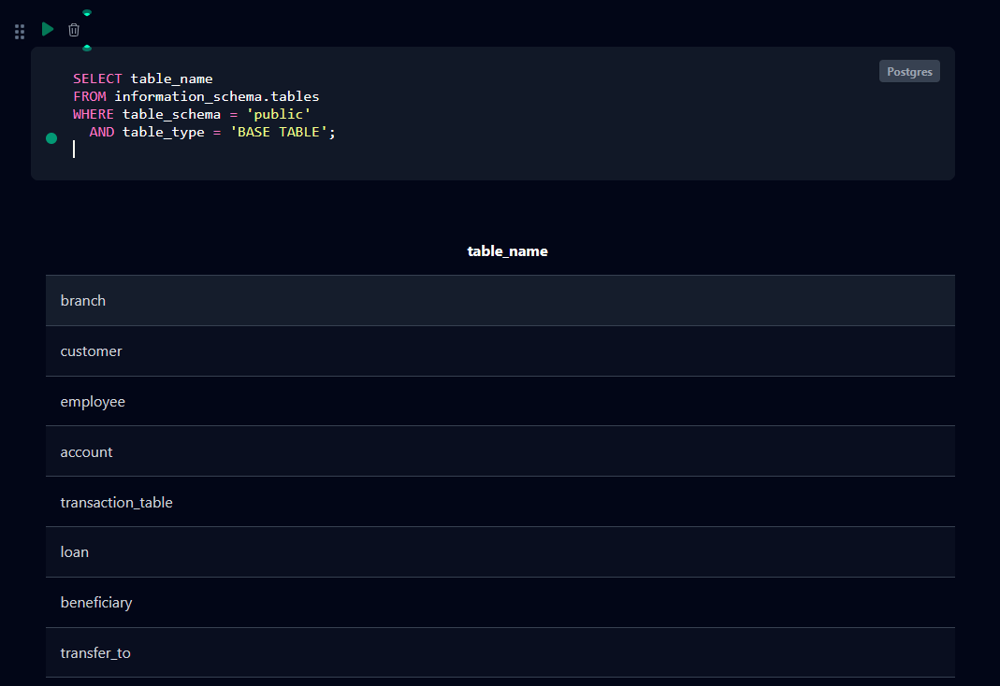 Postgres
SELECT table_name
FROM information_schema.tables
WHERE table_schema = 'public'
  AND table_type = 'BASE TABLE';
table_name
branch
customer
employee
account
transaction_table
loan
beneficiary
transfer_to